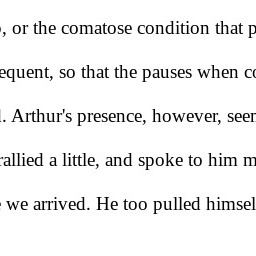 , or the comatose condition that p
equent, so that the pauses when co
. Arthur's presence, however, seem
rallied a little, and spoke to him m
we arrived. He too pulled himsel